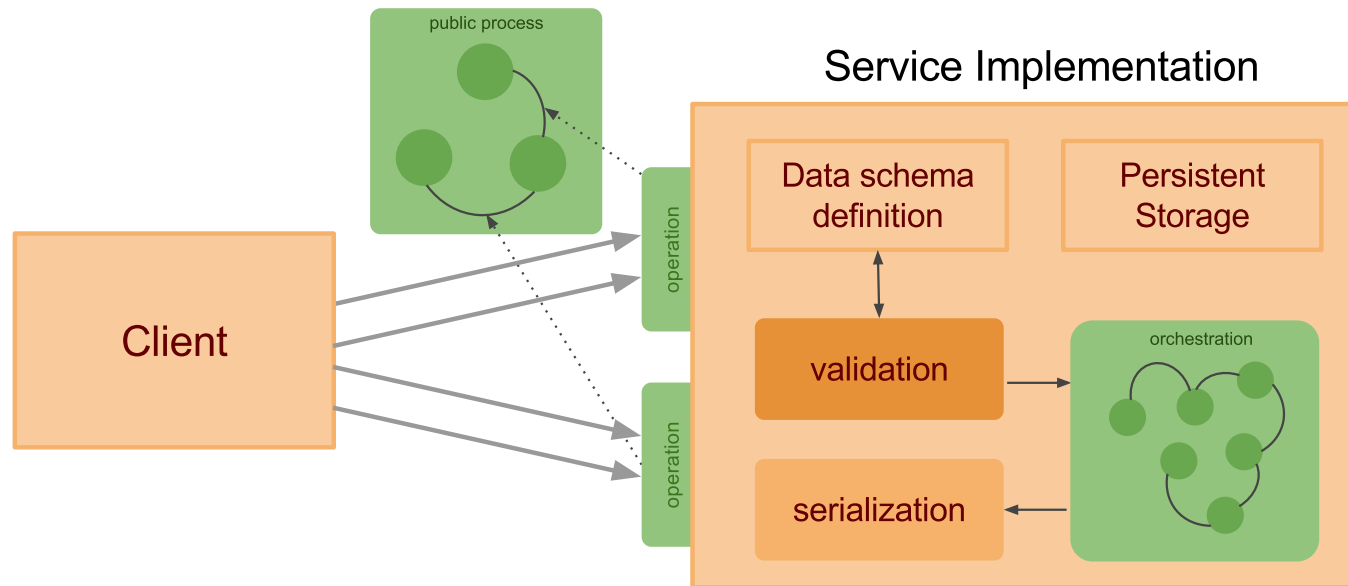 public process
Service Implementation
Data schema
definition
Persistent
Storage
operation
Client
validation
orchestration
operation
serialization